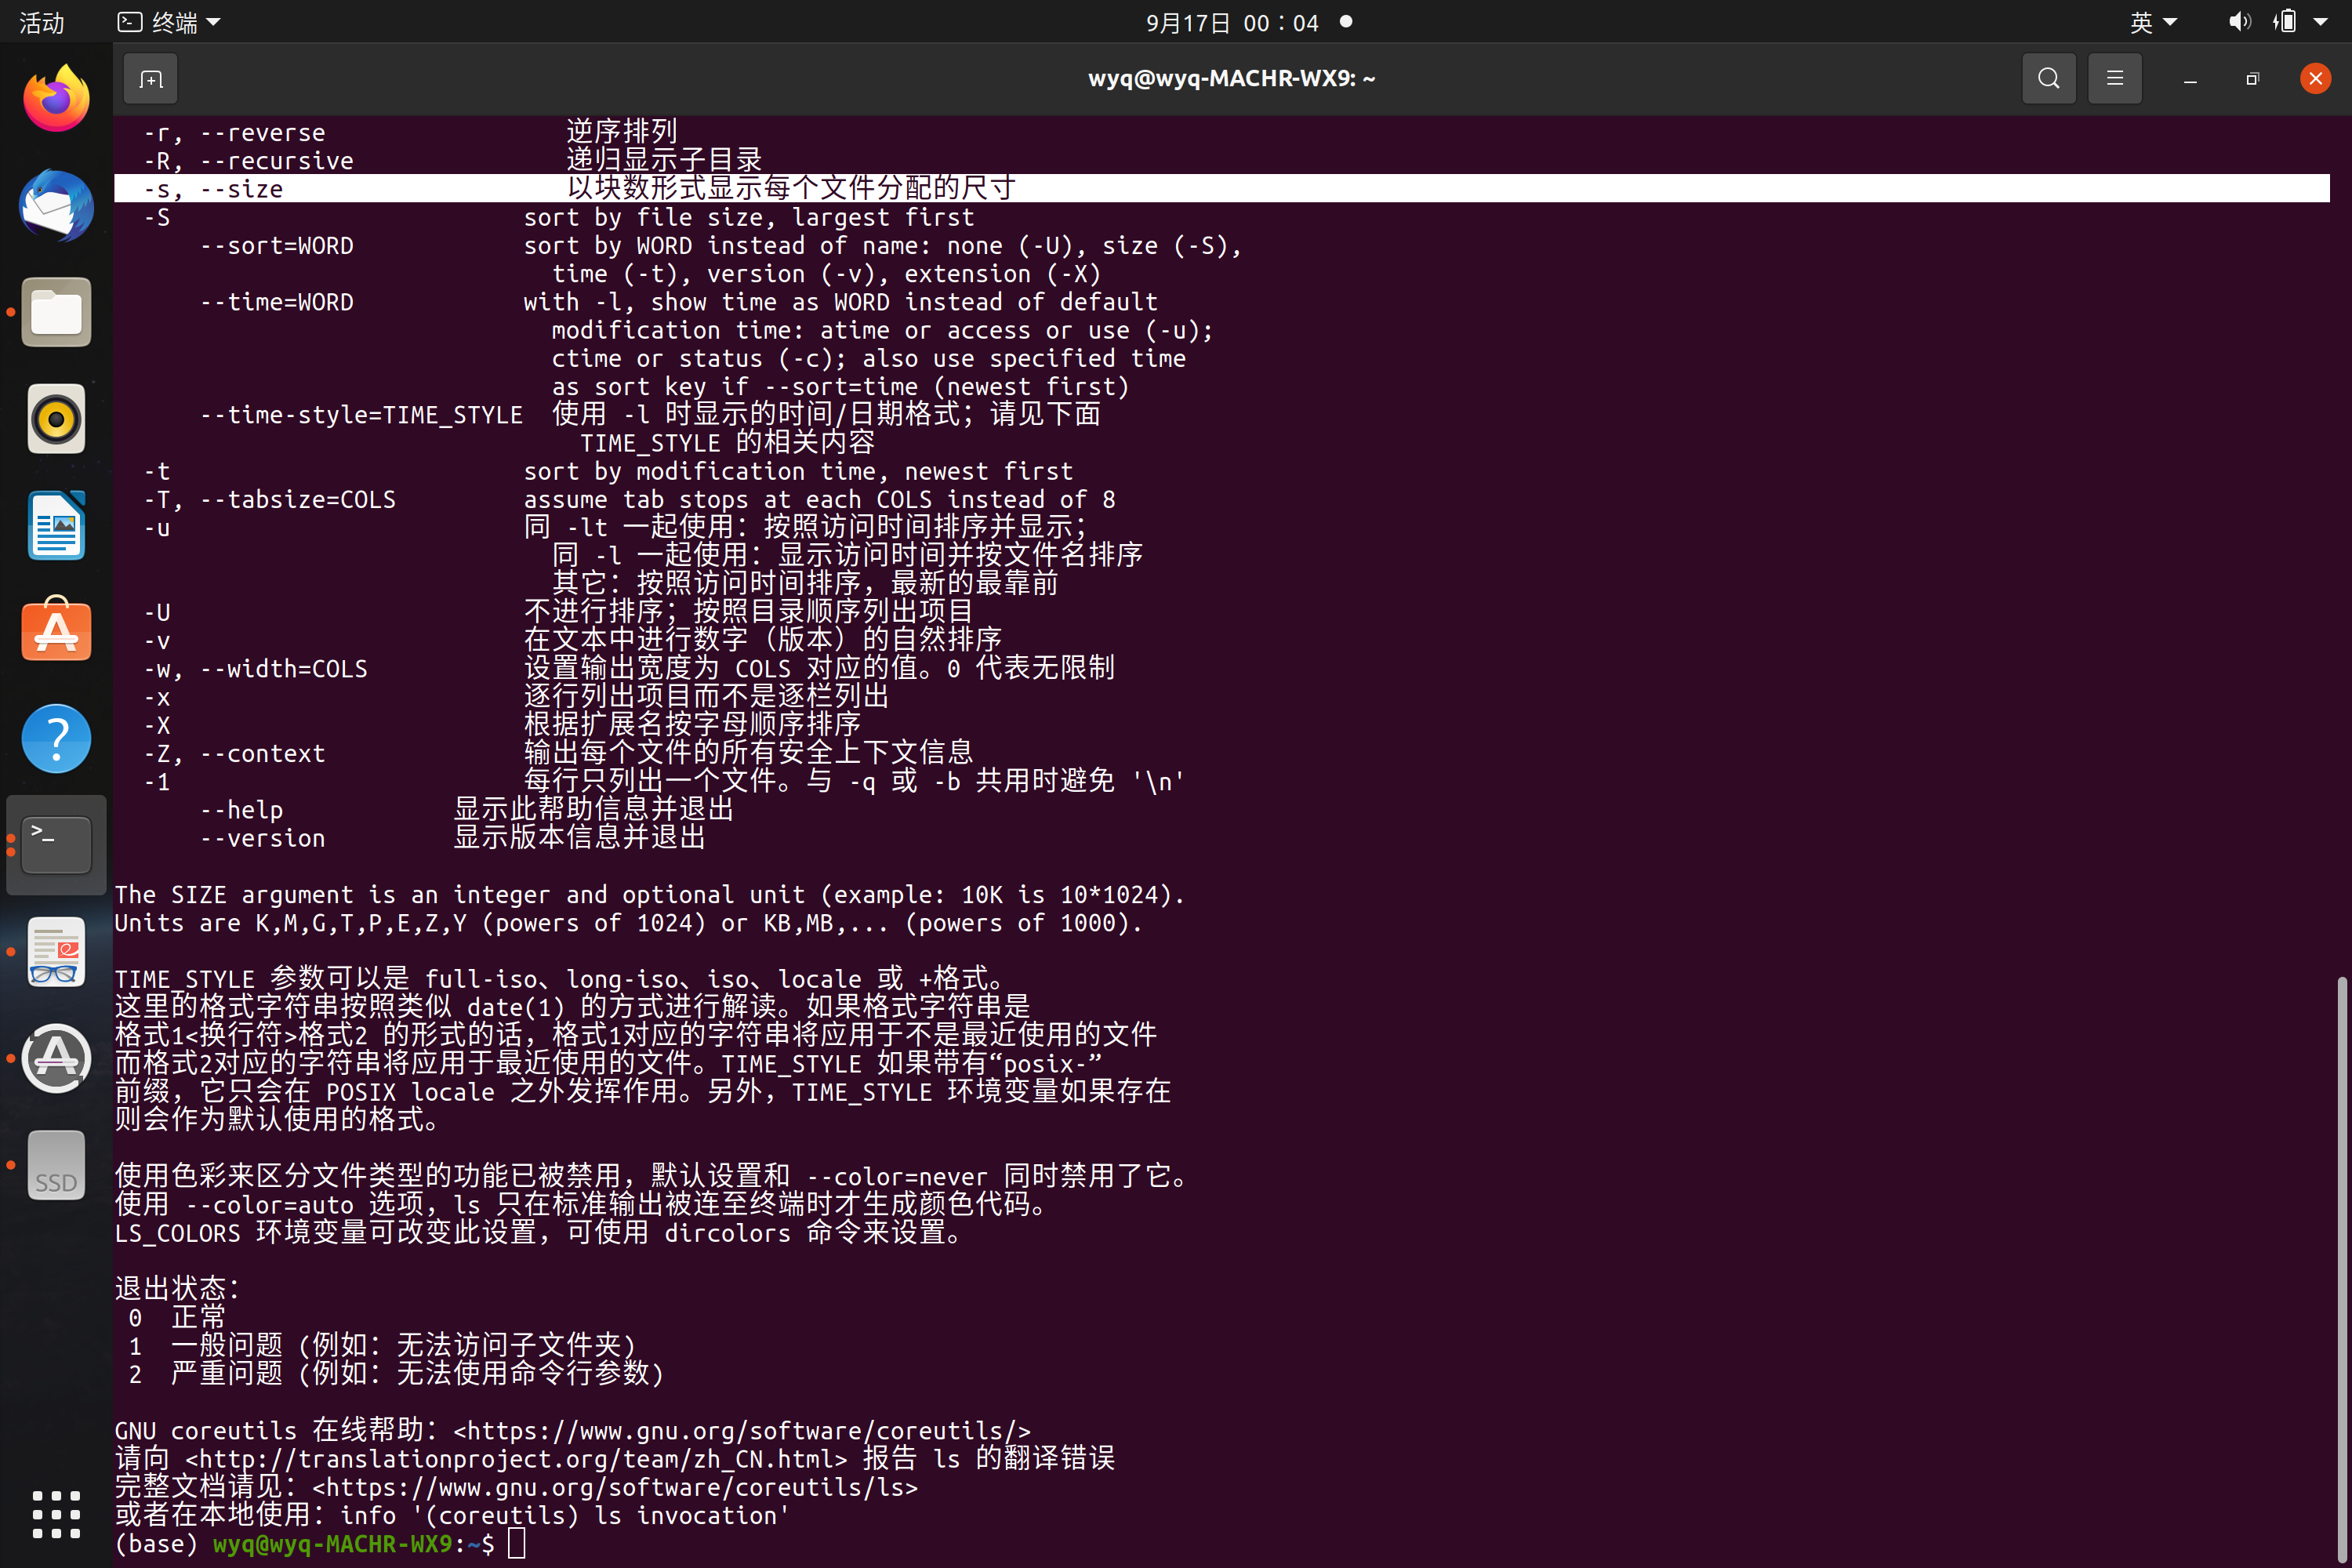 活动
终端
9月17日 00：04
英
wyq@wyq-MACHR-WX9: ~
-r, --reverse 逆序排列
-R, --recursive 递归显示子目录
-s, --size 以块数形式显示每个文件分配的尺寸
-S sort by file size, largest first
--sort=WORD sort by WORD instead of name: none (-U), size (-S),
time (-t), version (-v), extension (-X)
--time=WORD with -l, show time as WORD instead of default
modification time: atime or access or use (-u);
ctime or status (-c); also use specified time
as sort key if --sort=time (newest first)
--time-style=TIME_STYLE 使用 -l 时显示的时间/日期格式；请见下面
TIME_STYLE 的相关内容
-t sort by modification time, newest first
-T, --tabsize=COLS assume tab stops at each COLS instead of 8
-u 同 -lt 一起使用：按照访问时间排序并显示；
同 -l 一起使用：显示访问时间并按文件名排序
其它：按照访问时间排序，最新的最靠前
-U 不进行排序；按照目录顺序列出项目
-v 在文本中进行数字（版本）的自然排序
-w, --width=COLS 设置输出宽度为 COLS 对应的值。0 代表无限制
-x 逐行列出项目而不是逐栏列出
-X 根据扩展名按字母顺序排序
-Z, --context 输出每个文件的所有安全上下文信息
-1 每行只列出一个文件。与 -q 或 -b 共用时避免 '\n'
--help 显示此帮助信息并退出
--version 显示版本信息并退出
The SIZE argument is an integer and optional unit (example: 10K is 10*1024).
Units are K,M,G,T,P,E,Z,Y (powers of 1024) or KB,MB,... (powers of 1000).
TIME_STYLE 参数可以是 full-iso、long-iso、iso、locale 或 +格式。
这里的格式字符串按照类似 date(1) 的方式进行解读。如果格式字符串是
格式1<换行符>格式2 的形式的话，格式1对应的字符串将应用于不是最近使用的文件
而格式2对应的字符串将应用于最近使用的文件。TIME_STYLE 如果带有“posix-”
前缀，它只会在 POSIX locale 之外发挥作用。另外，TIME_STYLE 环境变量如果存在
则会作为默认使用的格式。
使用色彩来区分文件类型的功能已被禁用，默认设置和 --color=never 同时禁用了它。
使用 --color=auto 选项，ls 只在标准输出被连至终端时才生成颜色代码。
LS_COLORS 环境变量可改变此设置，可使用 dircolors 命令来设置。
退出状态：
0 正常
1 一般问题 (例如：无法访问子文件夹)
2 严重问题 (例如：无法使用命令行参数)
GNU coreutils 在线帮助：<https://www.gnu.org/software/coreutils/>
请向 <http://translationproject.org/team/zh_CN.html> 报告 ls 的翻译错误
完整文档请见：<https://www.gnu.org/software/coreutils/ls>
或者在本地使用：info '(coreutils) ls invocation'
(base) wyq@wyq-MACHR-WX9:~$
SSD